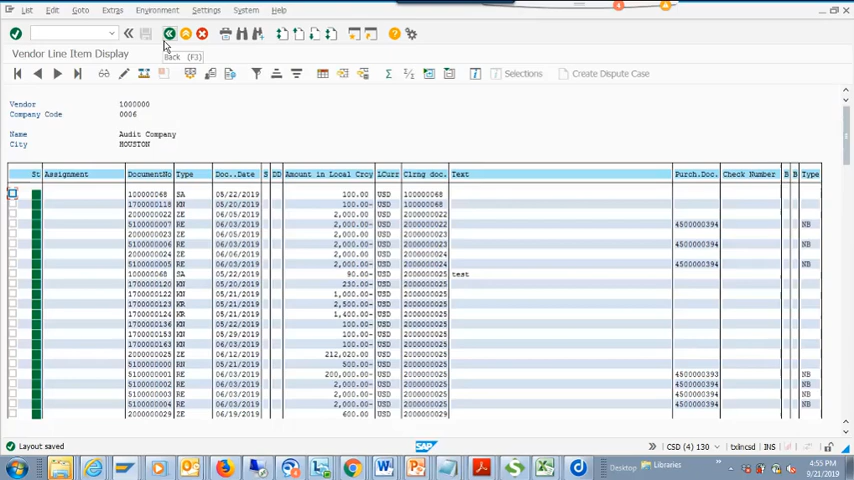 List Edit Goto Extras Environment Settings System Help
Back (F3)
Vendor Line Item Display
Selections Create Dispute Case
Vendor 1000000
Company Code 0006
Name Audit Company
City HOUSTON
St Assignment DocumentNo Type Doc..Date S DD Amount in Local Crcy LCurr Clrng doc. Text Purch.Doc. Check Number B B Type
100000068 SA 05/22/2019 100.00 USD 100000068
1700000118 KN 05/20/2019 100.00- USD 100000068
2000000022 ZE 06/05/2019 2,000.00 USD 2000000022
5100000007 RE 06/03/2019 2,000.00- USD 2000000022 4500000394 NB
2000000023 ZE 06/05/2019 2,000.00 USD 2000000023
5100000006 RE 06/03/2019 2,000.00- USD 2000000023 4500000394 NB
2000000024 ZE 06/06/2019 2,000.00 USD 2000000024
5100000005 RE 06/03/2019 2,000.00- USD 2000000024 4500000394 NB
100000068 SA 05/22/2019 90.00- USD 2000000025 test
1700000120 KN 05/20/2019 230.00- USD 2000000025
1700000122 KN 05/21/2019 1,000.00- USD 2000000025
1700000123 KR 05/21/2019 2,500.00- USD 2000000025
1700000124 KR 05/21/2019 1,400.00- USD 2000000025
1700000136 KN 05/22/2019 100.00- USD 2000000025
1700000153 KN 05/29/2019 100.00- USD 2000000025
1700000163 KN 06/03/2019 100.00- USD 2000000025
2000000025 ZE 06/12/2019 212,020.00 USD 2000000025
5100000000 RN 05/21/2019 500.00- USD 2000000025
5100000001 RE 06/03/2019 200,000.00- USD 2000000025 4500000393 NB
5100000002 RE 06/03/2019 2,000.00- USD 2000000025 4500000394 NB
5100000003 RE 06/03/2019 2,000.00- USD 2000000025 4500000394 NB
5100000004 RE 06/03/2019 2,000.00- USD 2000000025 4500000394 NB
2000000029 ZE 06/19/2019 600.00 USD 2000000029
Layout saved SAP CSD (4) 130 txlncsd INS
Desktop Libraries 4:55 PM
9/21/2019